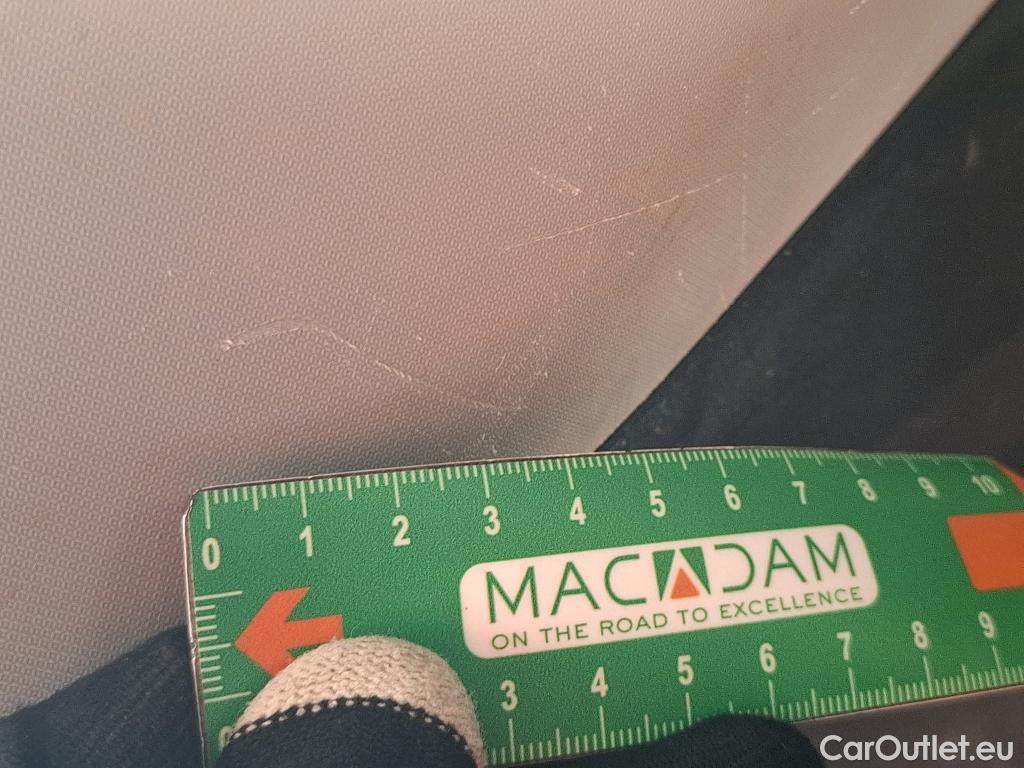 0 1 2 3 4 5 6 7 8 9 10
MACADAM
ON THE ROAD TO EXCELLENCE
3 4 5 6 7 8 9
CarOutlet.eu